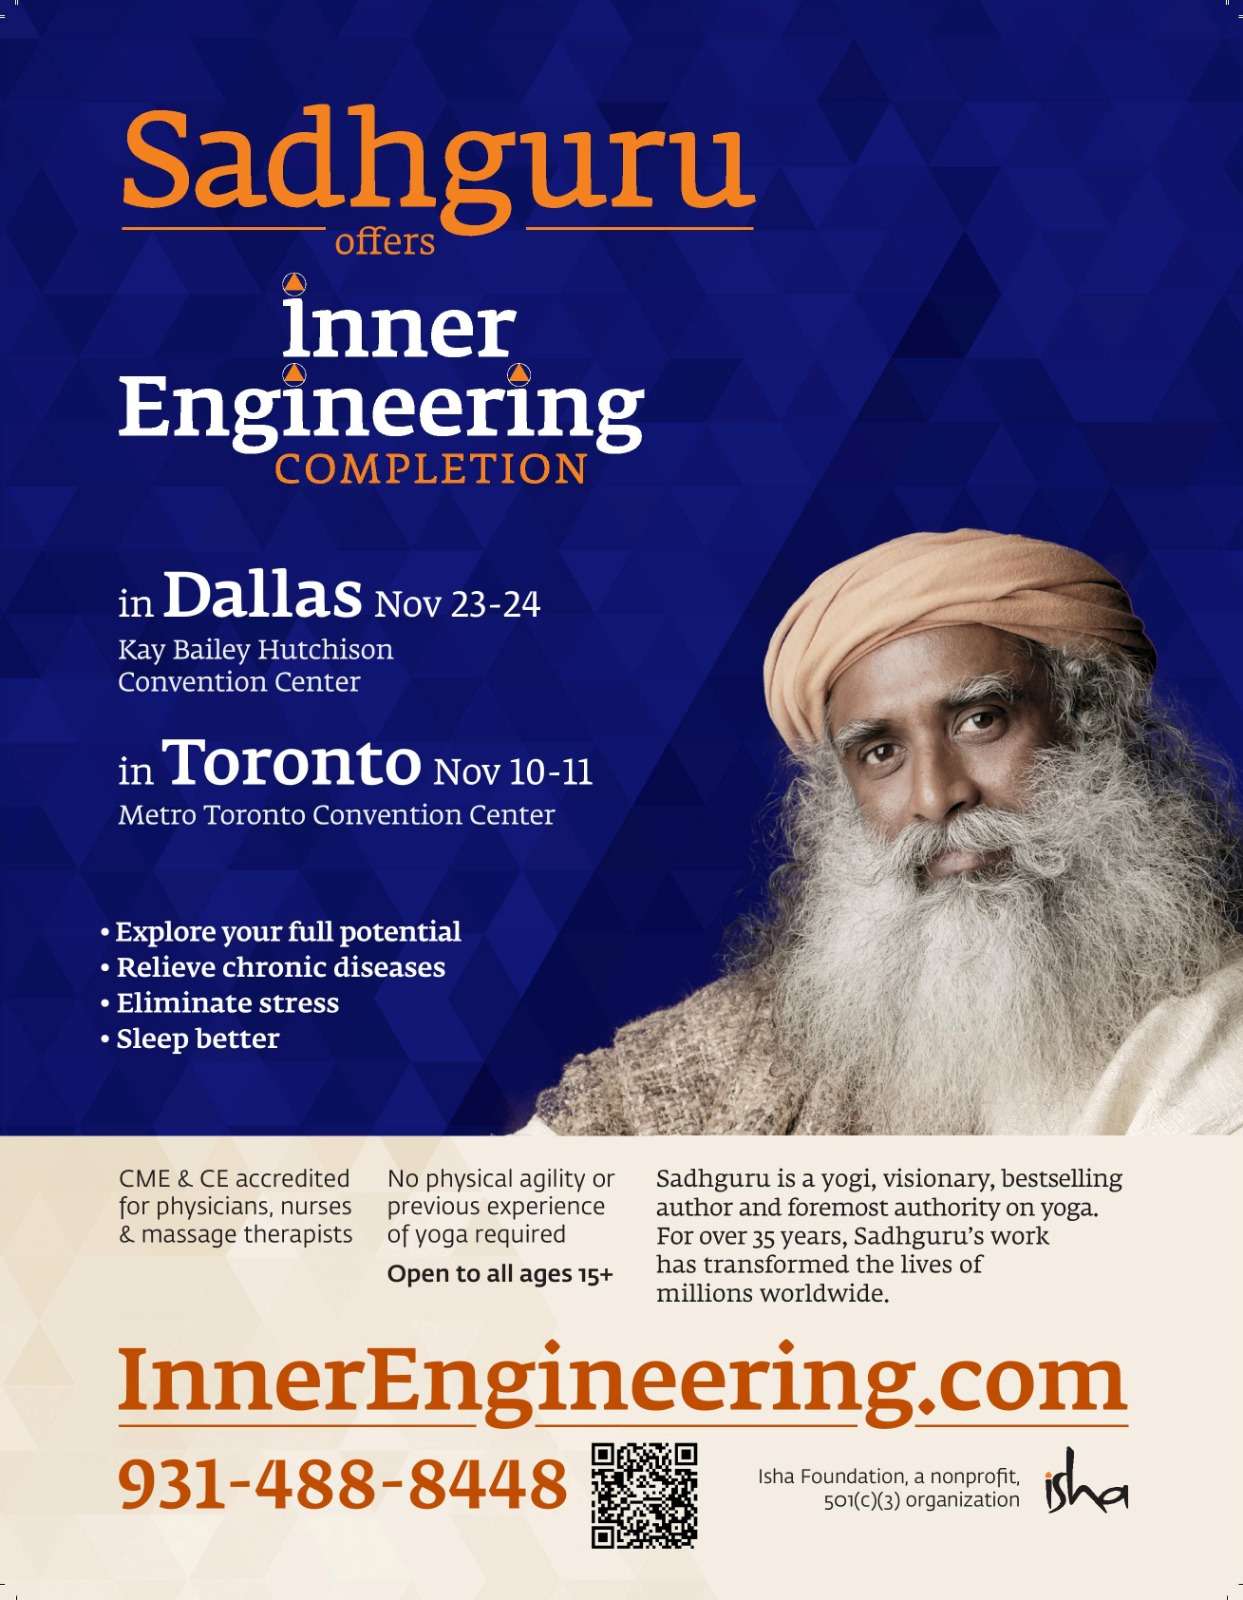 Sadhguru
offers
inner
Engineering
COMPLETION
in Dallas Nov 23-24
Kay Bailey Hutchison
Convention Center
in Toronto Nov 10-11
Metro Toronto Convention Center
• Explore your full potential
• Relieve chronic diseases
• Eliminate stress
• Sleep better
CME & CE accredited
for physicians, nurses
& massage therapists
No physical agility or
previous experience
of yoga required
Open to all ages 15+
Sadhguru is a yogi, visionary, bestselling
author and foremost authority on yoga.
For over 35 years, Sadhguru's work
has transformed the lives of
millions worldwide.
InnerEngineering.com
931-488-8448
Isha Foundation, a nonprofit,
501(c)(3) organization
isha